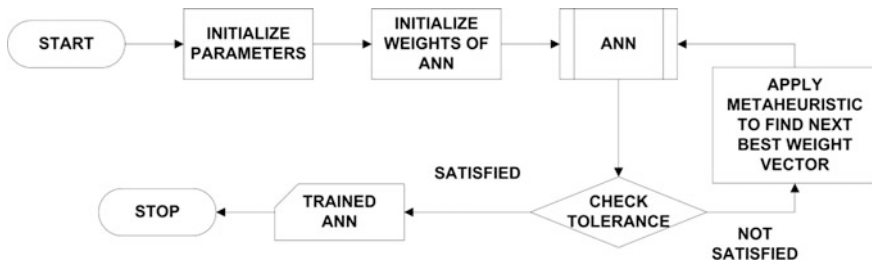 START
INITIALIZE
PARAMETERS
INITIALIZE
WEIGHTS OF
ANN
ANN
APPLY
METAHEURISTIC
TO FIND NEXT
BEST WEIGHT
VECTOR
SATISFIED
STOP
TRAINED
ANN
CHECK
TOLERANCE
NOT
SATISFIED